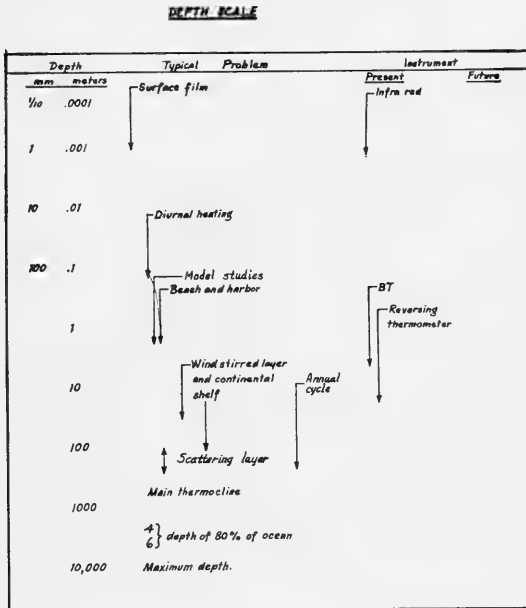 DEPTH SCALE
Depth Typical Problem Instrument
mm meters Present Future
1/10 .0001 Surface film Infra red
1 .001
10 .01 Diurnal heating
100 .1 Model studies
Beach and harbor BT
1 Reversing
thermometer
Wind stirred layer Annual
10 and continental cycle
shelf
100 Scattering layer
Main thermocline
1000
4
6 } depth of 80% of ocean
10,000 Maximum depth.